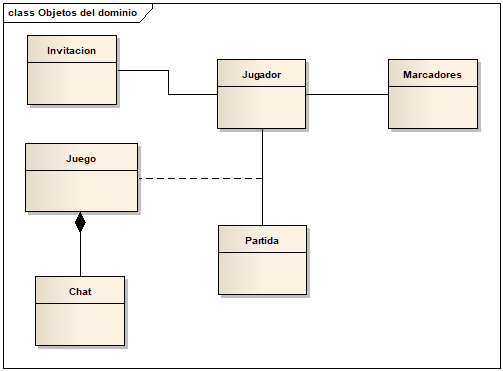 class Objetos del dominio
Invitacion
Jugador
Marcadores
Juego
Partida
Chat